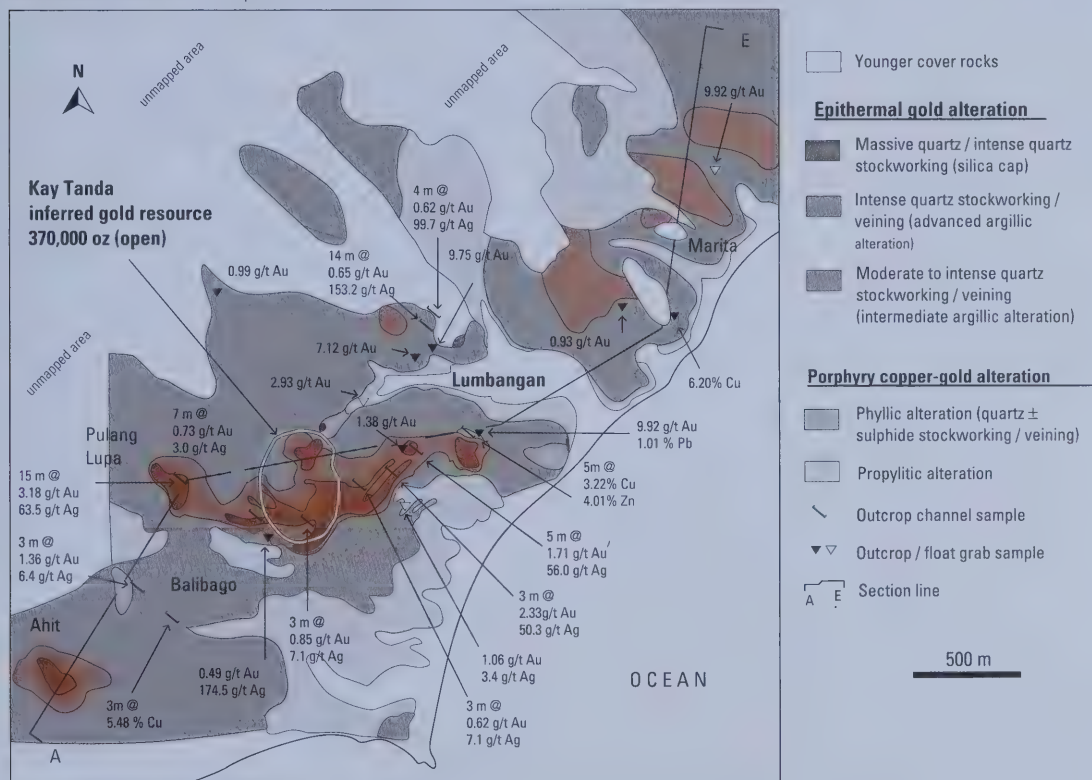 N
unmapped area
unmapped area
E
9.92 g/t Au
Kay Tanda
inferred gold resource
370,000 oz (open)
4 m @
0.62 g/t Au
99.7 g/t Ag
14 m @
0.65 g/t Au
153.2 g/t Ag
9.75 g/t Au
Marita
0.99 g/t Au
7.12 g/t Au
0.93 g/t Au
6.20% Cu
unmapped area
2.93 g/t Au
Lumbangan
1.38 g/t Au
7 m @
0.73 g/t Au
3.0 g/t Ag
Pulang
Lupa
9.92 g/t Au
1.01 % Pb
15 m @
3.18 g/t Au
63.5 g/t Ag
5m @
3.22% Cu
4.01% Zn
3 m @
1.36 g/t Au
6.4 g/t Ag
5 m @
1.71 g/t Au
56.0 g/t Ag
Balibago
3 m @
2.33g/t Au
50.3 g/t Ag
Ahit
3 m @
0.85 g/t Au
7.1 g/t Ag
1.06 g/t Au
3.4 g/t Ag
0.49 g/t Au
174.5 g/t Ag
OCEAN
3m @
5.48 % Cu
3 m @
0.62 g/t Au
7.1 g/t Ag
A
Younger cover rocks
Epithermal gold alteration
Massive quartz / intense quartz
stockworking (silica cap)
Intense quartz stockworking /
veining (advanced argillic
alteration)
Moderate to intense quartz
stockworking / veining
(intermediate argillic alteration)
Porphyry copper-gold alteration
Phyllic alteration (quartz ±
sulphide stockworking / veining)
Propylitic alteration
Outcrop channel sample
Outcrop / float grab sample
A E Section line
500 m